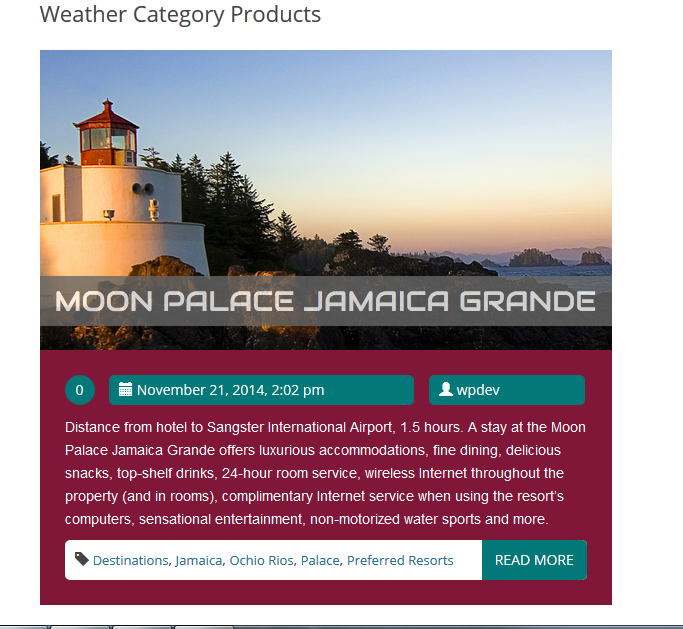 Weather Category Products
MOON PALACE JAMAICA GRANDE
0 November 21, 2014, 2:02 pm wpdev
Distance from hotel to Sangster International Airport, 1.5 hours. A stay at the Moon
Palace Jamaica Grande offers luxurious accommodations, fine dining, delicious
snacks, top-shelf drinks, 24-hour room service, wireless Internet throughout the
property (and in rooms), complimentary Internet service when using the resort's
computers, sensational entertainment, non-motorized water sports and more.
Destinations, Jamaica, Ochio Rios, Palace, Preferred Resorts READ MORE